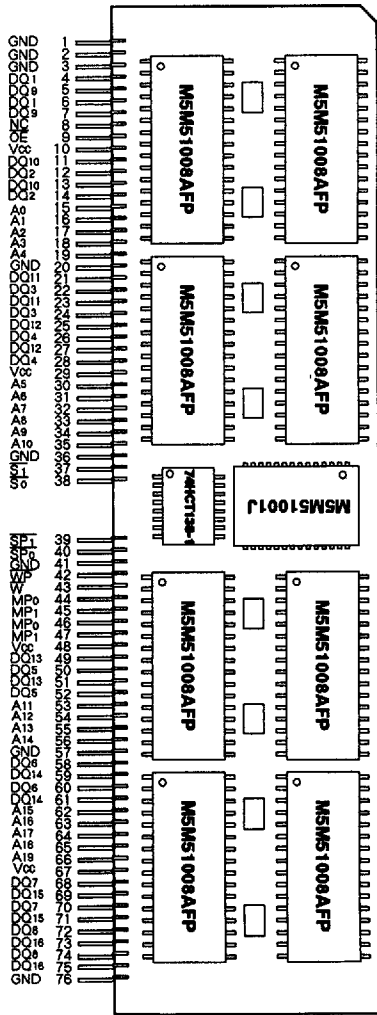 GND 1
GND 2
GND 3
DQ1 4
DQ9 5
DQ1 6
DQ9 7
NC 8
O̅E̅ 9
Vcc 10
DQ10 11
DQ2 12
DQ10 13
DQ2 14
A0 15
A1 16
A2 17
A3 18
A4 19
GND 20
DQ11 21
DQ3 22
DQ11 23
DQ3 24
DQ12 25
DQ4 26
DQ12 27
DQ4 28
Vcc 29
A5 30
A6 31
A7 32
A8 33
A9 34
A10 35
GND 36
S̅1̅ 37
S̅0̅ 38
S̅P̅1̅ 39
S̅P̅0̅ 40
GND 41
W̅P̅ 42
W̅ 43
MP0 44
MP1 45
MP0 46
MP1 47
Vcc 48
DQ13 49
DQ5 50
DQ13 51
DQ5 52
A11 53
A12 54
A13 55
A14 56
GND 57
DQ6 58
DQ14 59
DQ6 60
DQ14 61
A15 62
A16 63
A17 64
A18 65
A19 66
Vcc 67
DQ7 68
DQ15 69
DQ7 70
DQ15 71
DQ8 72
DQ16 73
DQ8 74
DQ16 75
GND 76
M5M51008AFP
M5M51008AFP
M5M51008AFP
M5M51008AFP
74HCT138-1
M5M51001J
M5M51008AFP
M5M51008AFP
M5M51008AFP
M5M51008AFP